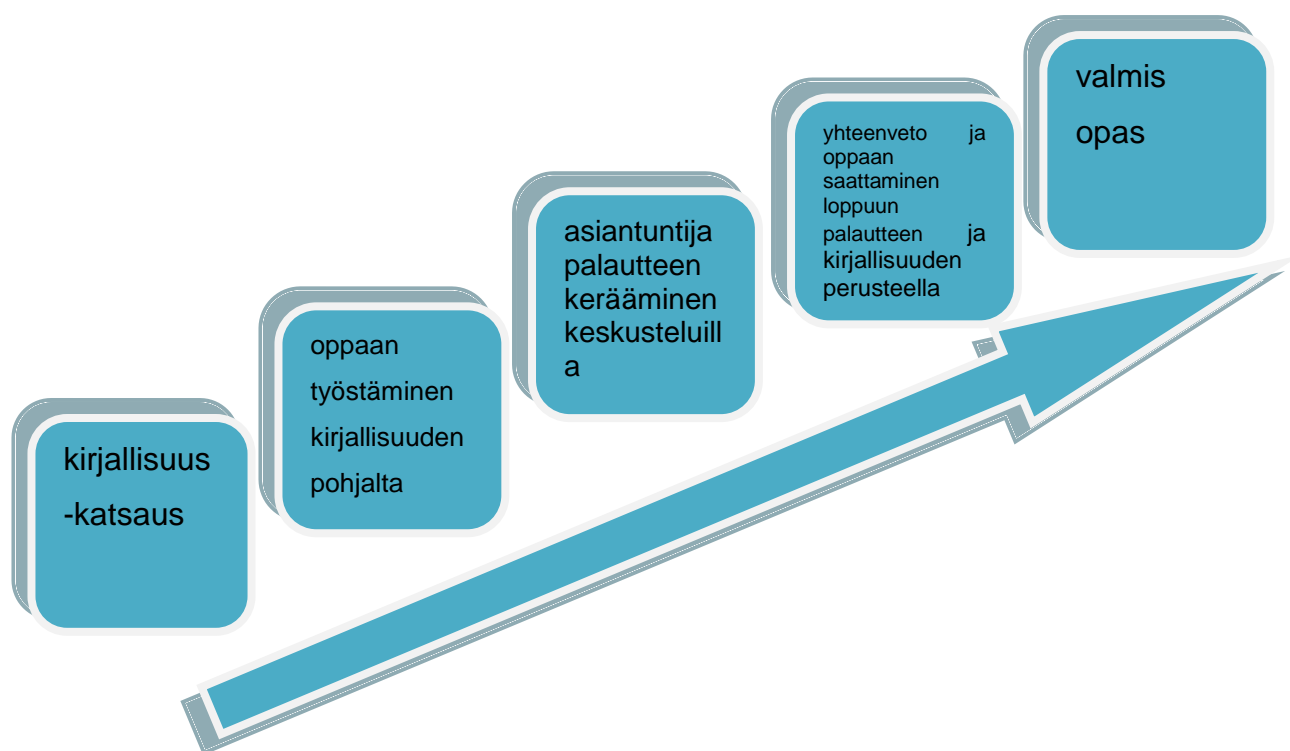 kirjallisuus
-katsaus
oppaan
työstäminen
kirjallisuuden
pohjalta
asiantuntija
palautteen
kerääminen
keskusteluill
a
yhteenveto ja
oppaan
saattaminen
loppuun
palautteen ja
kirjallisuuden
perusteella
valmis
opas